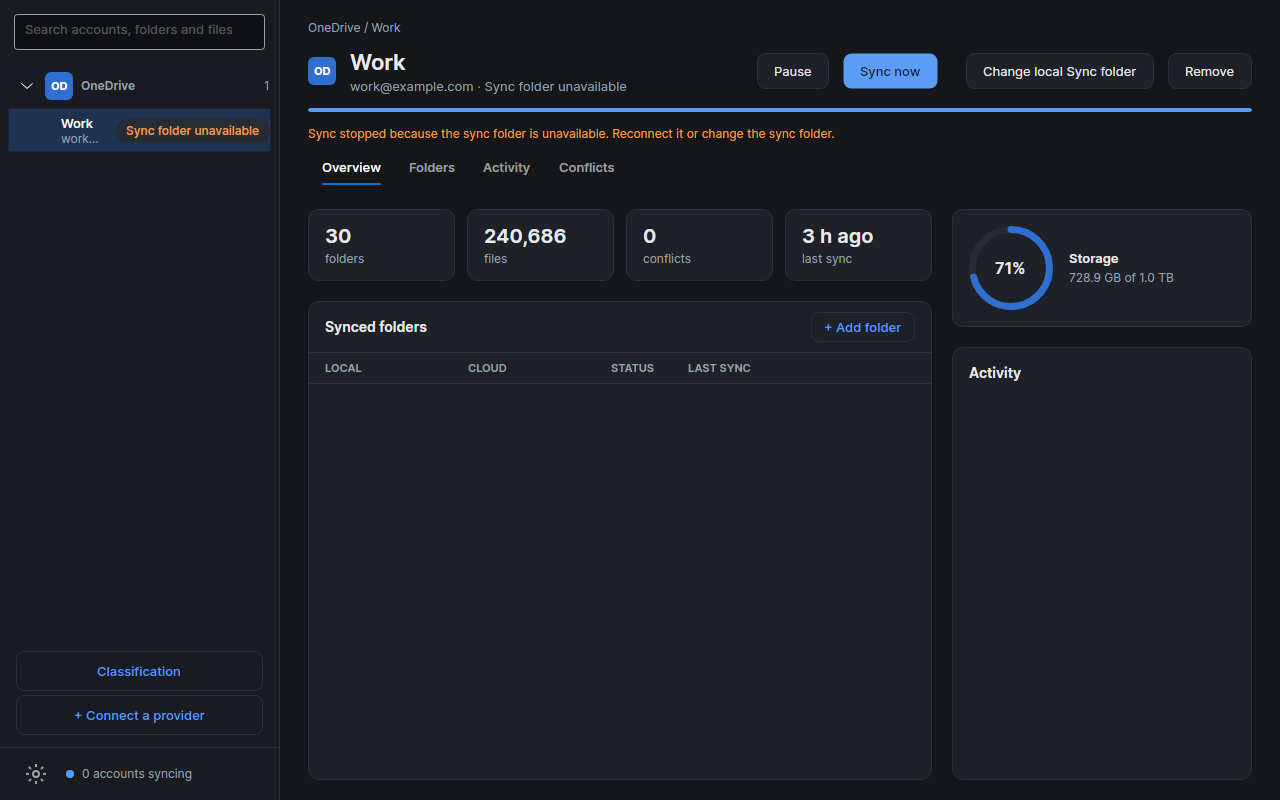 Search accounts, folders and files
OD OneDrive 1
Work
work...
Sync folder unavailable
Classification
+ Connect a provider
0 accounts syncing
OneDrive / Work
OD
Work
work@example.com · Sync folder unavailable
Pause
Sync now
Change local Sync folder
Remove
Sync stopped because the sync folder is unavailable. Reconnect it or change the sync folder.
Overview Folders Activity Conflicts
30
folders
240,686
files
0
conflicts
3 h ago
last sync
71%
Storage
728.9 GB of 1.0 TB
Synced folders
+ Add folder
LOCAL CLOUD STATUS LAST SYNC
Activity